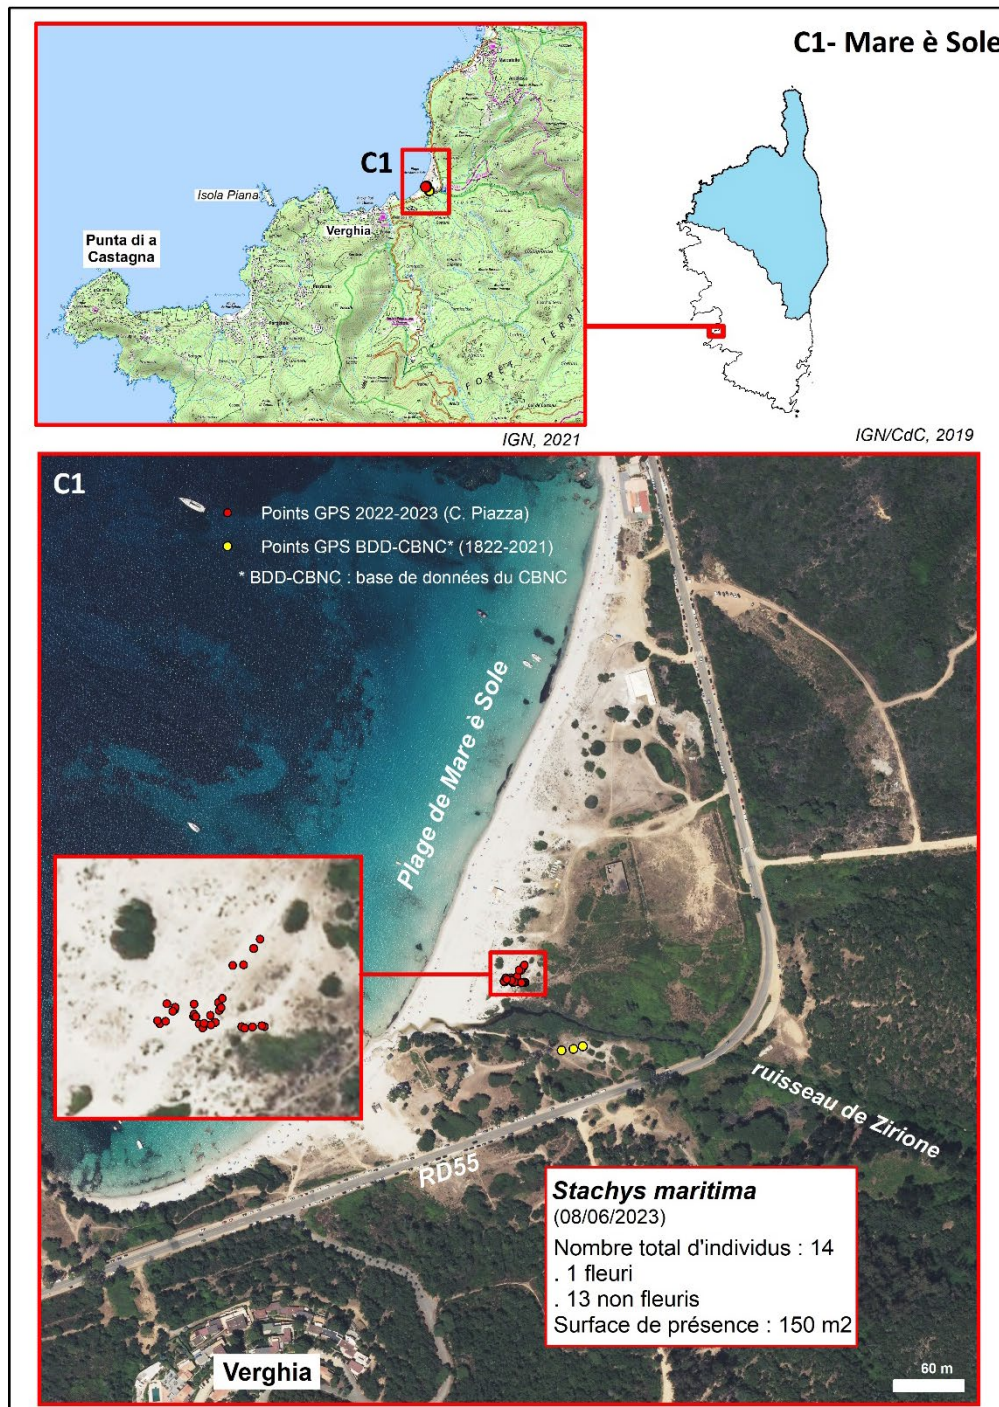 C1- Mare è Sole
C1
Isola Piana
Verghia
Punta di a
Castagna
FORÊT TERRI
IGN, 2021
IGN/CdC, 2019
C1
Points GPS 2022-2023 (C. Piazza)
Points GPS BDD-CBNC* (1822-2021)
* BDD-CBNC : base de données du CBNC
Plage de Mare è Sole
ruisseau de Zirione
RD55
Stachys maritima
(08/06/2023)
Nombre total d'individus : 14
. 1 fleuri
. 13 non fleuris
Surface de présence : 150 m2
Verghia
60 m